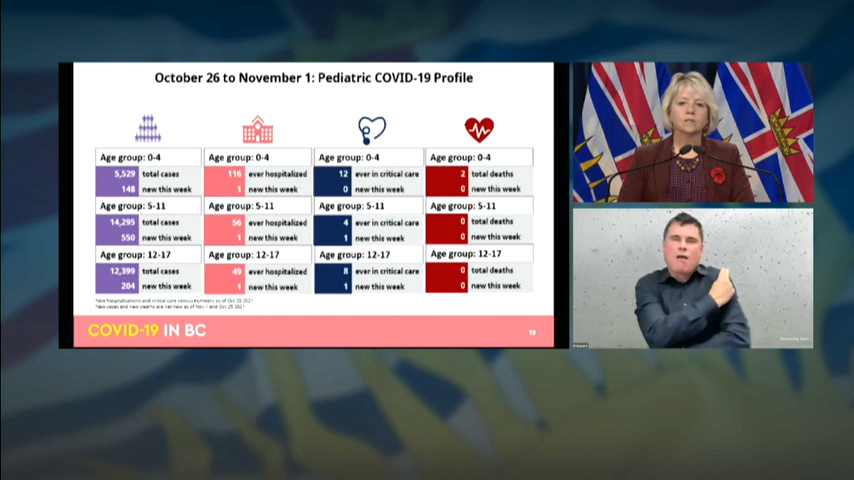 October 26 to November 1: Pediatric COVID-19 Profile
Age group: 0-4 Age group: 0-4 Age group: 0-4 Age group: 0-4
5,529 total cases 116 ever hospitalized 12 ever in critical care 2 total deaths
148 new this week 1 new this week 0 new this week 0 new this week
Age group: 5-11 Age group: 5-11 Age group: 5-11 Age group: 5-11
14,295 total cases 56 ever hospitalized 4 ever in critical care 0 total deaths
550 new this week 1 new this week 1 new this week 0 new this week
Age group: 12-17 Age group: 12-17 Age group: 12-17 Age group: 12-17
12,399 total cases 49 ever hospitalized 8 ever in critical care 0 total deaths
204 new this week 1 new this week 1 new this week 0 new this week
COVID-19 IN BC 19